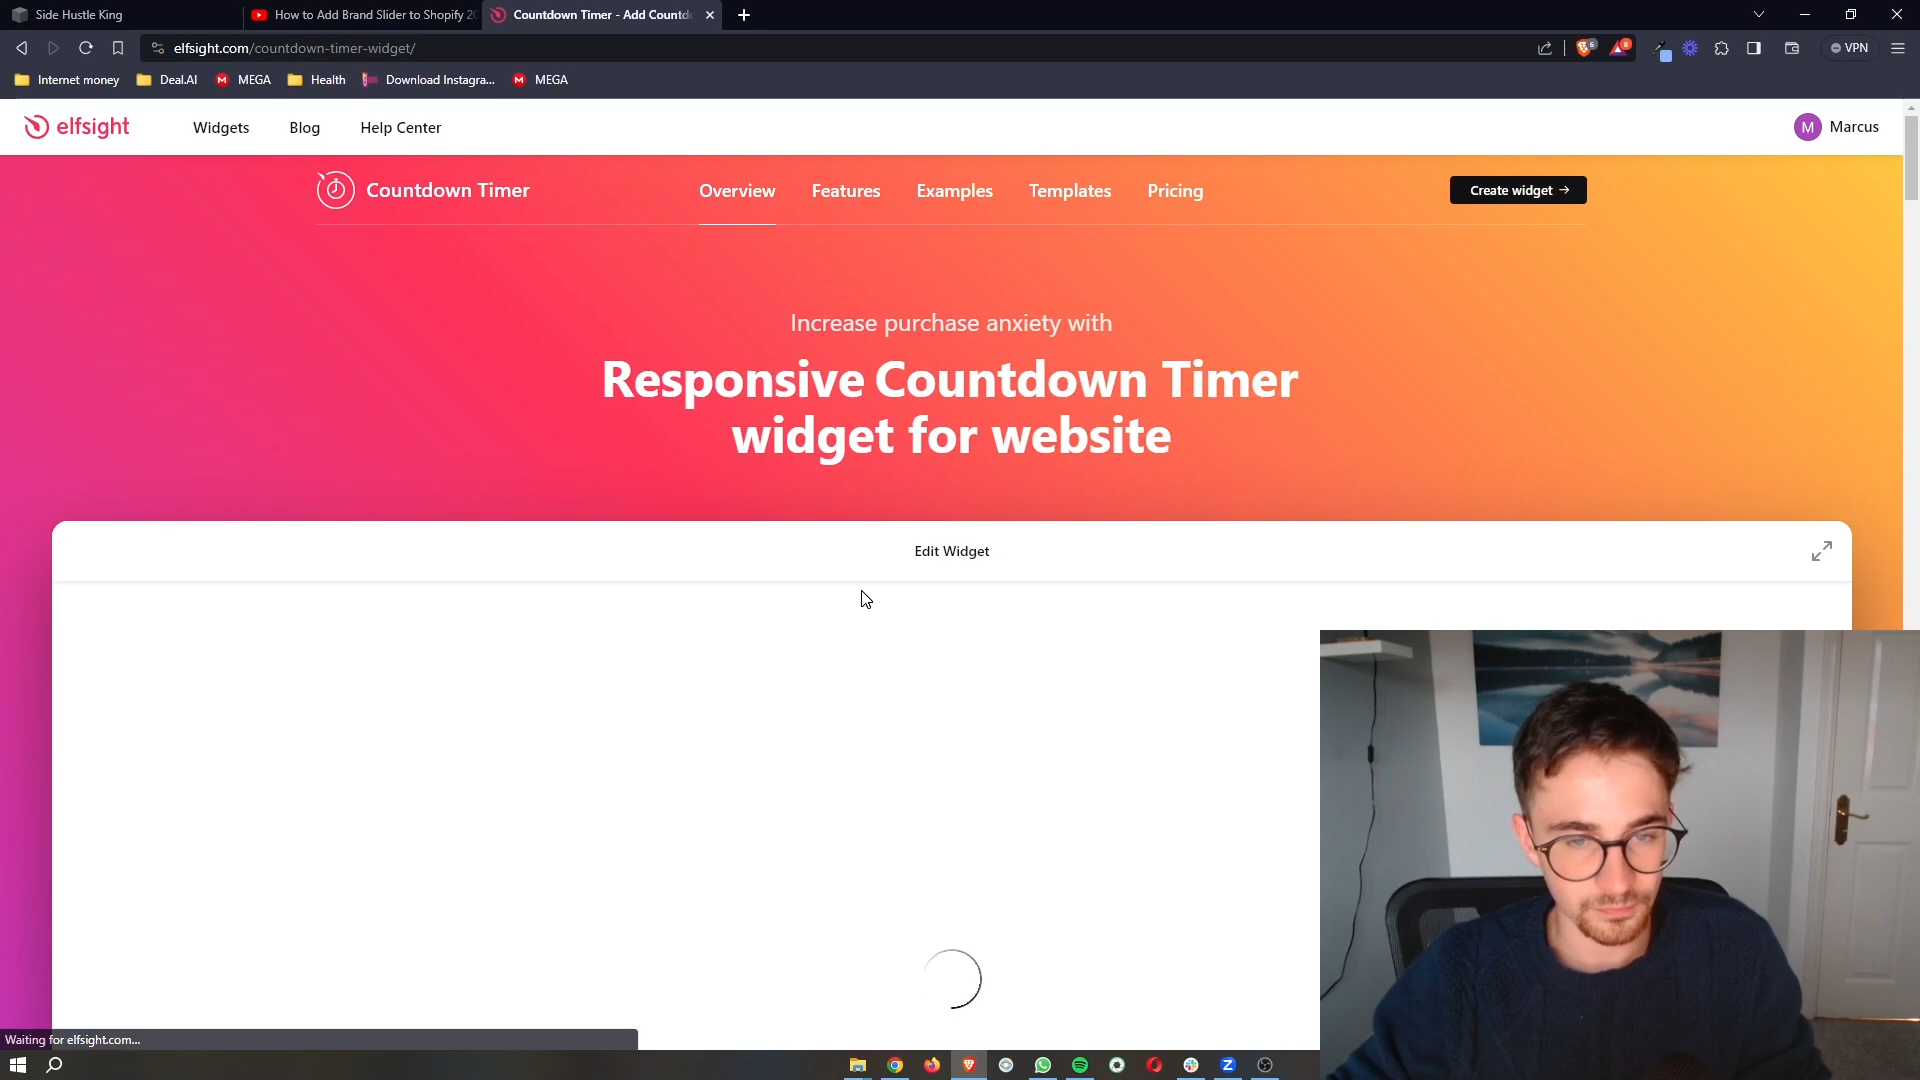 Side Hustle King
How to Add Brand Slider to Shopify 20
Countdown Timer - Add Countd
elfsight.com/countdown-timer-widget/
6
8
VPN
Internet money
Deal.AI
M
MEGA
Health
Download Instagra...
M
MEGA
elfsight
Widgets
Blog
Help Center
M
Marcus
Countdown Timer
Overview
Features
Examples
Templates
Pricing
Create widget →
Increase purchase anxiety with
Responsive Countdown Timer
widget for website
Edit Widget
Waiting for elfsight.com...
Z